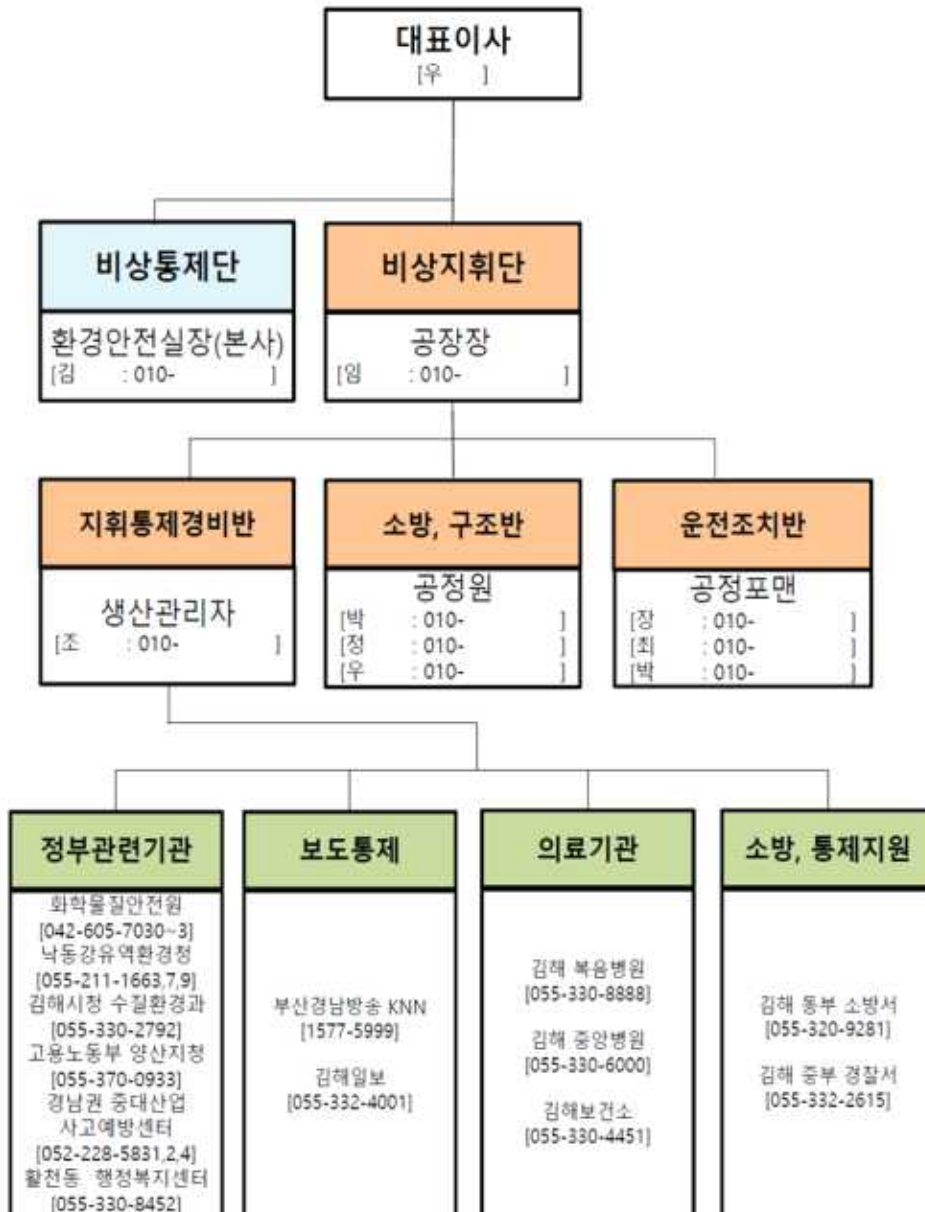 대표이사
[우 ]
비상통제단
환경안전실장(본사)
[김 : 010- ]
비상지휘단
공장장
[임 : 010- ]
지휘통제경비반
생산관리자
[조 : 010- ]
소방, 구조반
공정원
[박 : 010- ]
[정 : 010- ]
[우 : 010- ]
운전조치반
공정포맨
[장 : 010- ]
[최 : 010- ]
[박 : 010- ]
정부관련기관
화학물질안전원
[042-605-7030~3]
낙동강유역환경청
[055-211-1663,7,9]
김해시청 수질환경과
[055-330-2792]
고용노동부 양산지청
[055-370-0933]
경남권 중대산업
사고예방센터
[052-228-5831,2,4]
활천동 행정복지센터
[055-330-8452]
보도통제
부산경남방송 KNN
[1577-5999]
김해일보
[055-332-4001]
의료기관
김해 복음병원
[055-330-8888]
김해 중앙병원
[055-330-6000]
김해보건소
[055-330-4451]
소방, 통제지원
김해 동부 소방서
[055-320-9281]
김해 중부 경찰서
[055-332-2615]